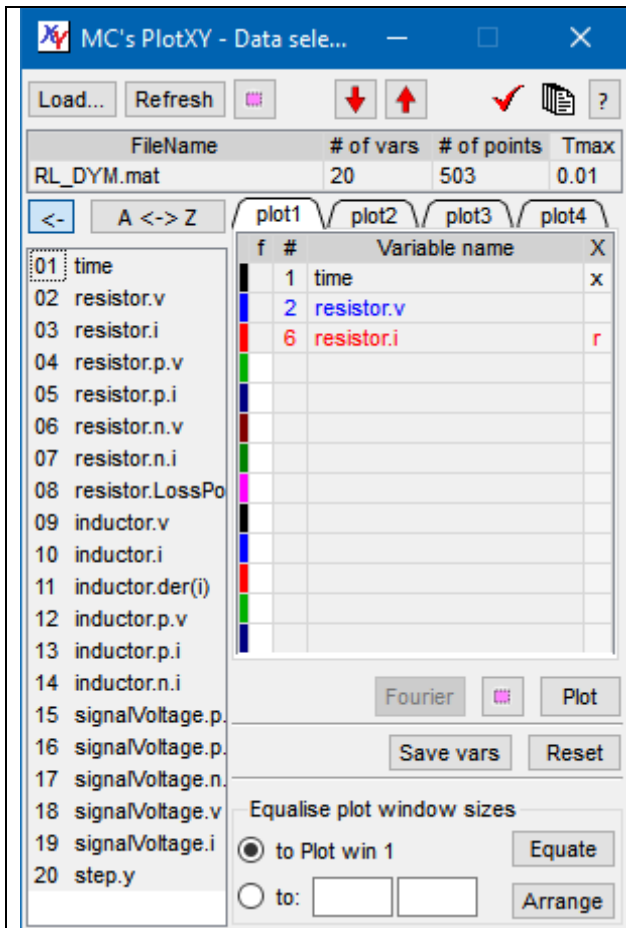 MC's PlotXY - Data sele...
Load... Refresh ?
FileName # of vars # of points Tmax
RL_DYM.mat 20 503 0.01
<- A <-> Z plot1 plot2 plot3 plot4
f # Variable name X
1 time x
2 resistor.v
6 resistor.i r
01 time
02 resistor.v
03 resistor.i
04 resistor.p.v
05 resistor.p.i
06 resistor.n.v
07 resistor.n.i
08 resistor.LossPo
09 inductor.v
10 inductor.i
11 inductor.der(i)
12 inductor.p.v
13 inductor.p.i
14 inductor.n.i
15 signalVoltage.p.
16 signalVoltage.p.
17 signalVoltage.n.
18 signalVoltage.v
19 signalVoltage.i
20 step.y
Fourier Plot
Save vars Reset
Equalise plot window sizes
to Plot win 1 Equate
to: Arrange